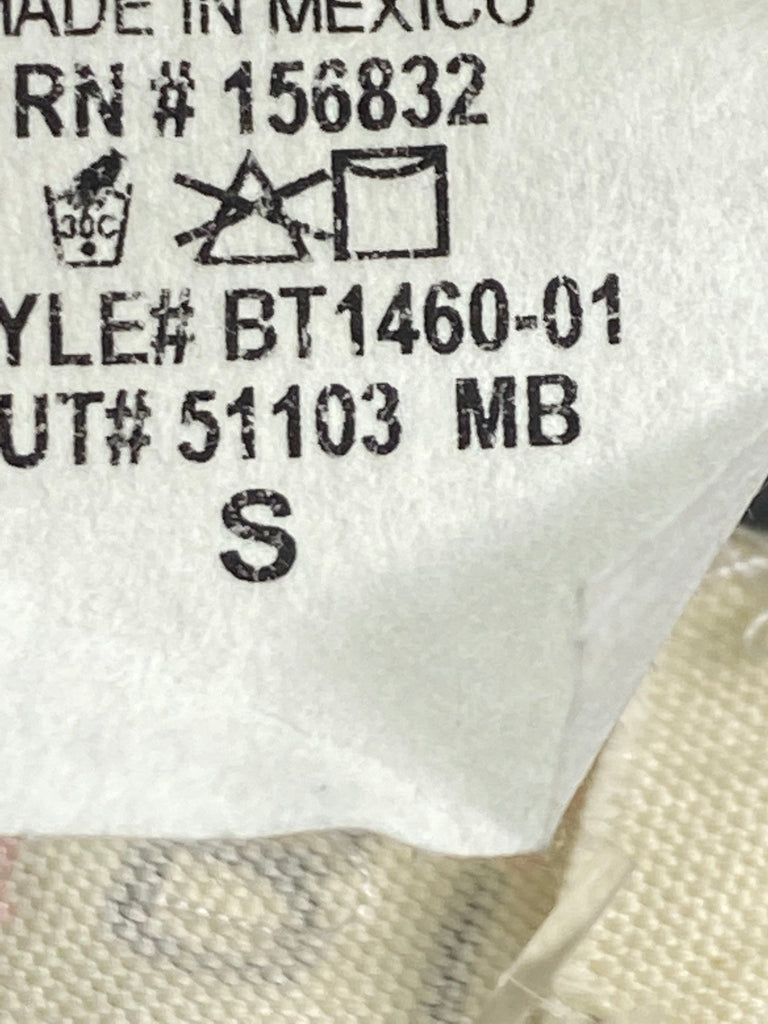 MADE IN MEXICO
RN # 156832
30C
YLE# BT1460-01
UT# 51103 MB
S